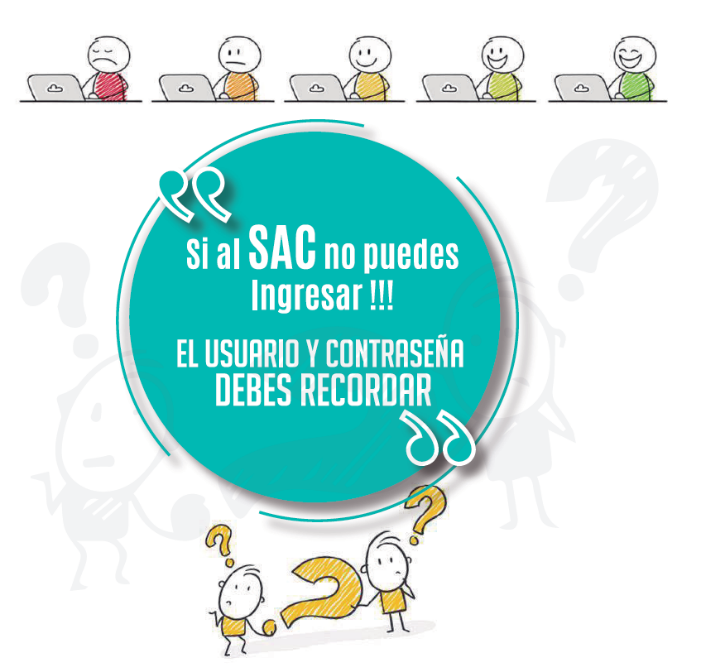 Si al SAC no puedes
Ingresar !!!
EL USUARIO Y CONTRASEÑA
DEBES RECORDAR